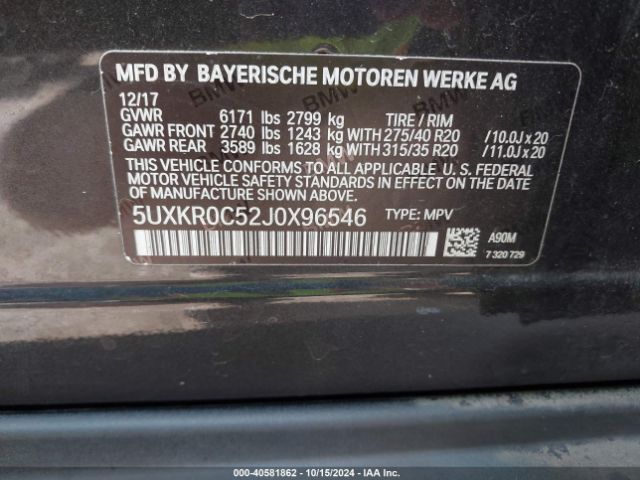 MFD BY BAYERISCHE MOTOREN WERKE AG
12/17
GVWR 6171 lbs 2799 kg TIRE / RIM
GAWR FRONT 2740 lbs 1243 kg WITH 275/40 R20 /10.0J x 20
GAWR REAR 3589 lbs 1628 kg WITH 315/35 R20 /11.0J x 20
THIS VEHICLE CONFORMS TO ALL APPLICABLE U. S. FEDERAL
MOTOR VEHICLE SAFETY STANDARDS IN EFFECT ON THE DATE
OF MANUFACTURE SHOWN ABOVE.
5UXKR0C52J0X96546 TYPE: MPV
A90M
7 320 729
000-40581862 - 10/15/2024 - IAA Inc.